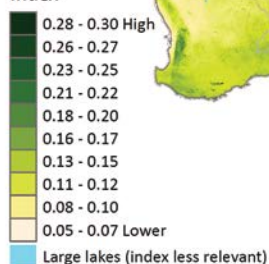 0.28 - 0.30 High
0.26 - 0.27
0.23 - 0.25
0.21 - 0.22
0.18 - 0.20
0.16 - 0.17
0.13 - 0.15
0.11 - 0.12
0.08 - 0.10
0.05 - 0.07 Lower
Large lakes (index less relevant)